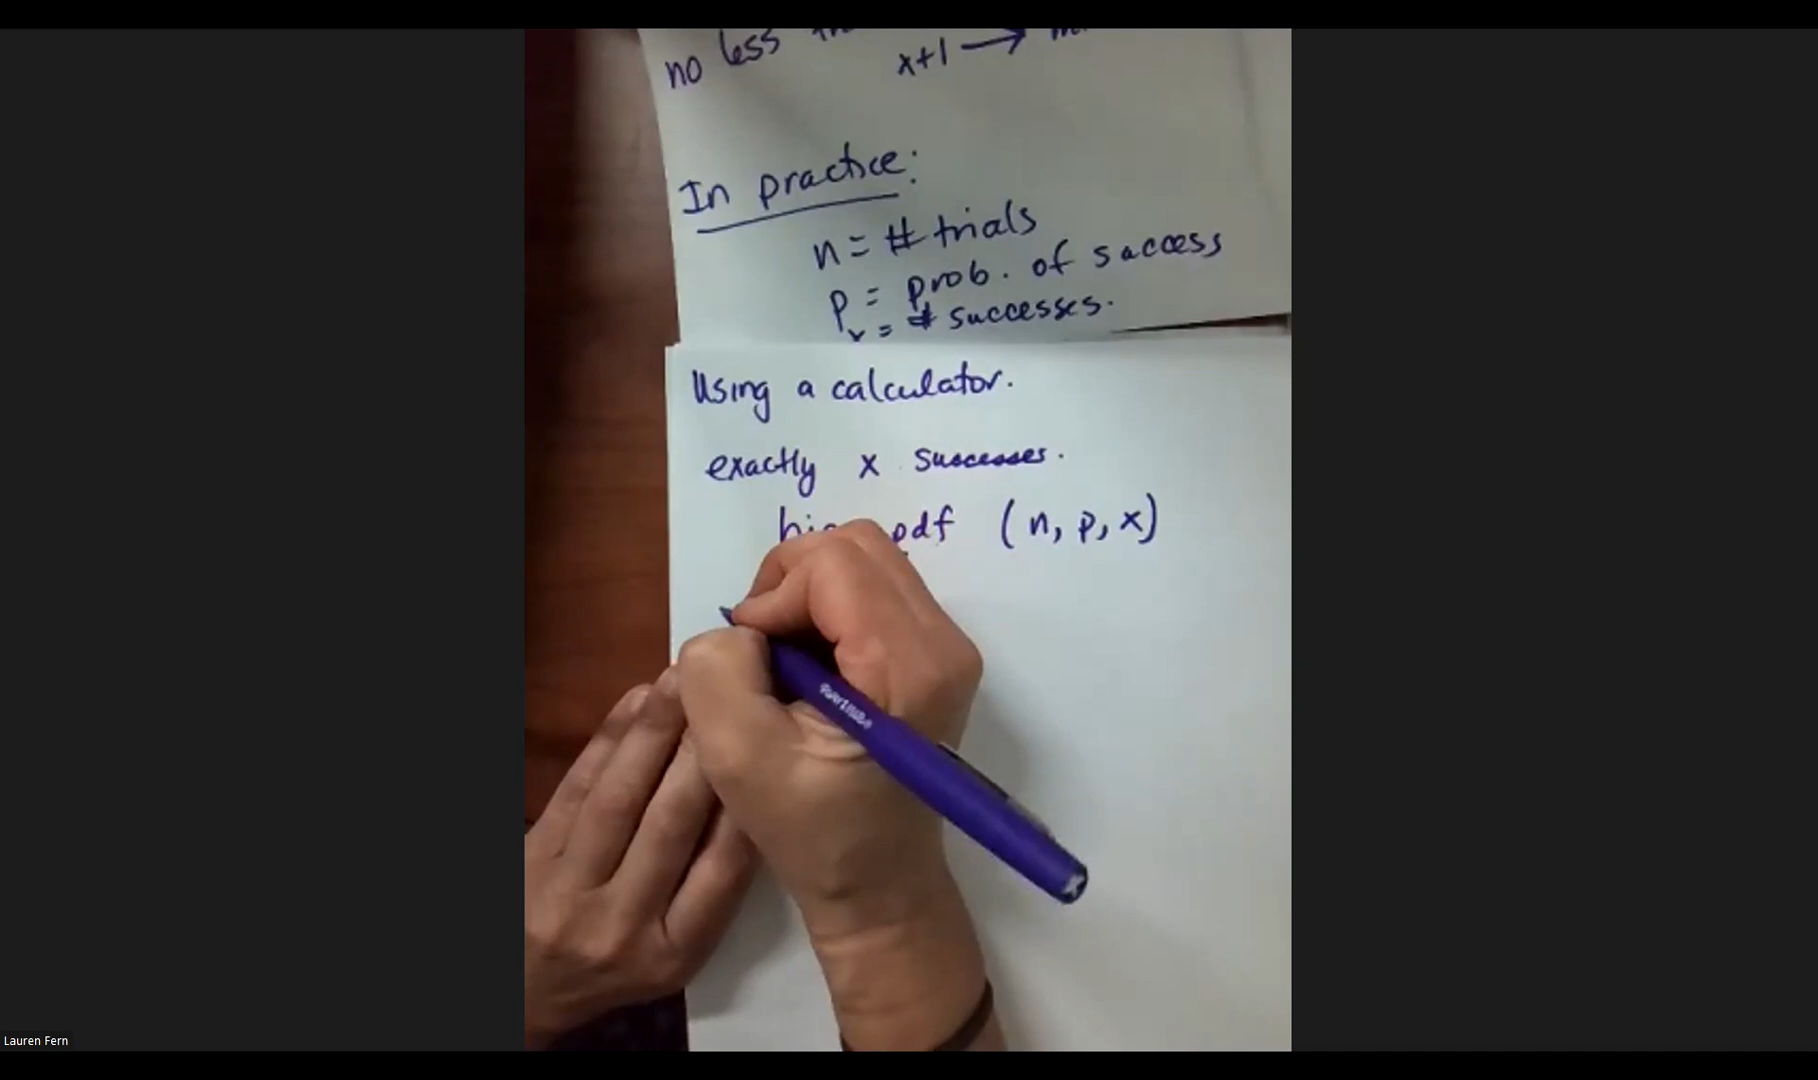 no less
x+1 →
In practice:
n = # trials
p = prob. of success
x = # successes.
Using a calculator.
exactly x successes.
pdf (n, p, x)
Lauren Fern